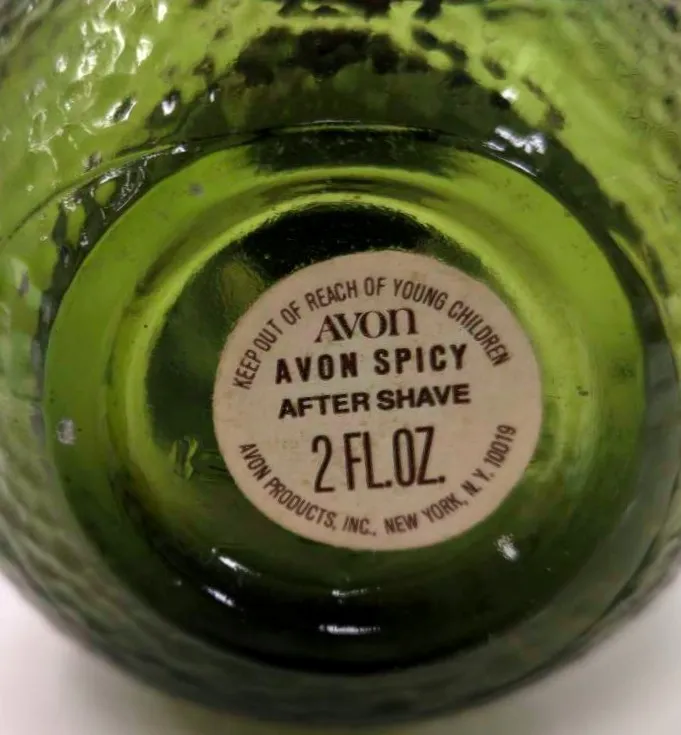 KEEP OUT OF REACH OF YOUNG CHILDREN
AVON
AVON SPICY
AFTER SHAVE
2 FL.OZ.
AVON PRODUCTS, INC., NEW YORK, N.Y. 10019